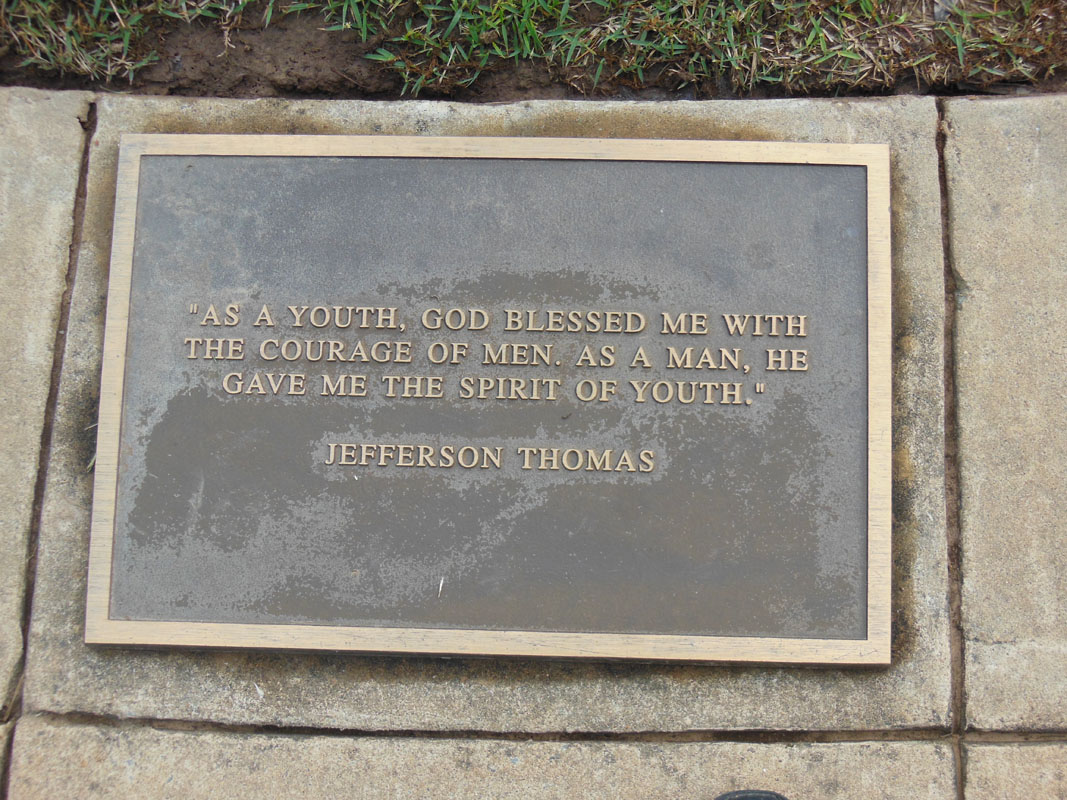 "AS A YOUTH, GOD BLESSED ME WITH
THE COURAGE OF MEN. AS A MAN, HE
GAVE ME THE SPIRIT OF YOUTH."
JEFFERSON THOMAS